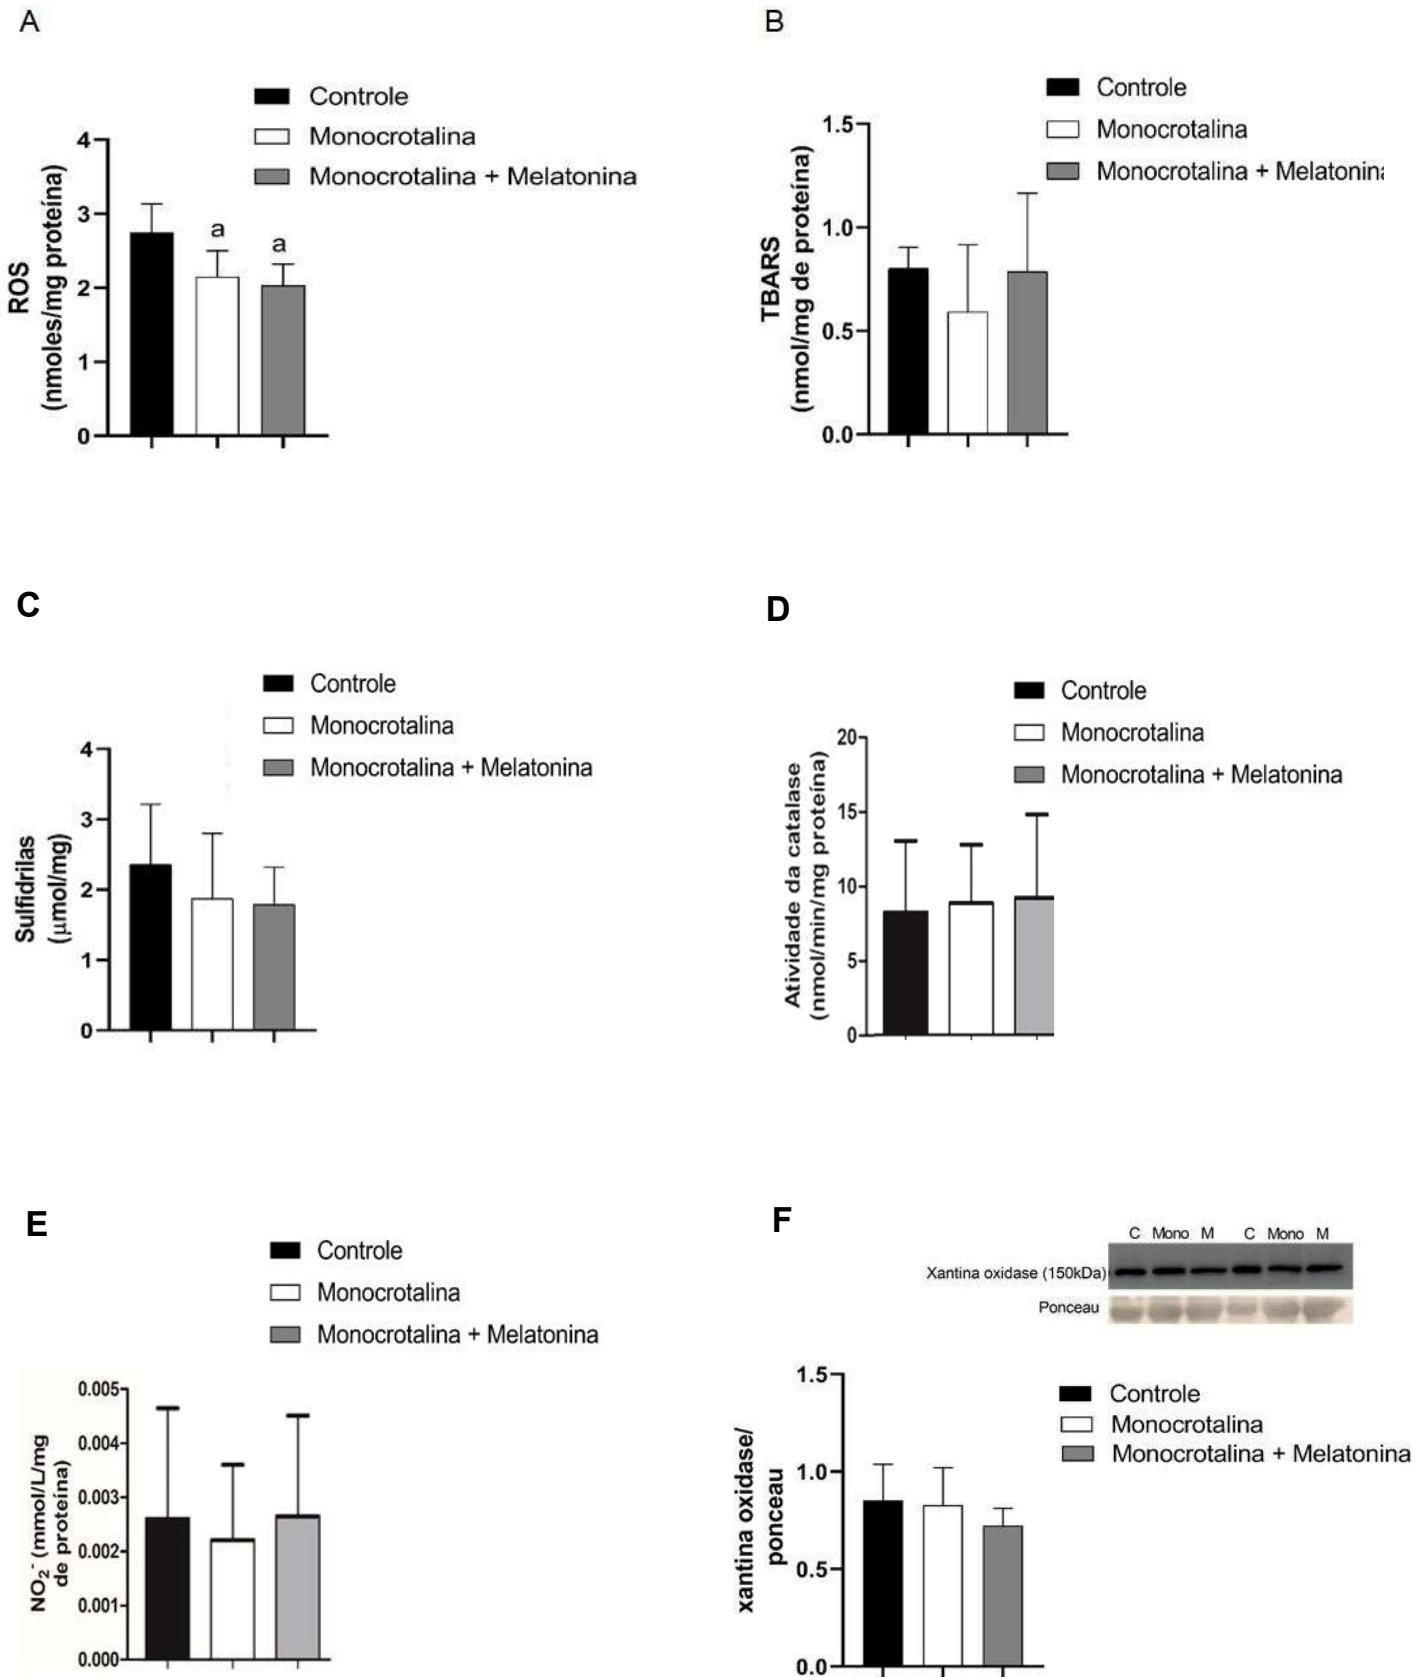 A
Controle
Monocrotalina
Monocrotalina + Melatonina
4
3
2
1
0
ROS
(nmoles/mg proteína)
a
a
B
Controle
Monocrotalina
Monocrotalina + Melatonin
1.5
1.0
0.5
0.0
TBARS
(nmol/mg de proteína)
C
Controle
Monocrotalina
Monocrotalina + Melatonina
4
3
2
1
0
Sulfidrilas
(µmol/mg)
D
Controle
Monocrotalina
Monocrotalina + Melatonina
20
15
10
5
0
Atividade da catalase
(nmol/min/mg proteína)
E
Controle
Monocrotalina
Monocrotalina + Melatonina
0.005
0.004
0.003
0.002
0.001
0.000
NO₂⁻ (mmol/L/mg
de proteína)
F
C Mono M C Mono M
Xantina oxidase (150kDa)
Ponceau
Controle
Monocrotalina
Monocrotalina + Melatonina
1.5
1.0
0.5
0.0
xantina oxidase/
ponceau